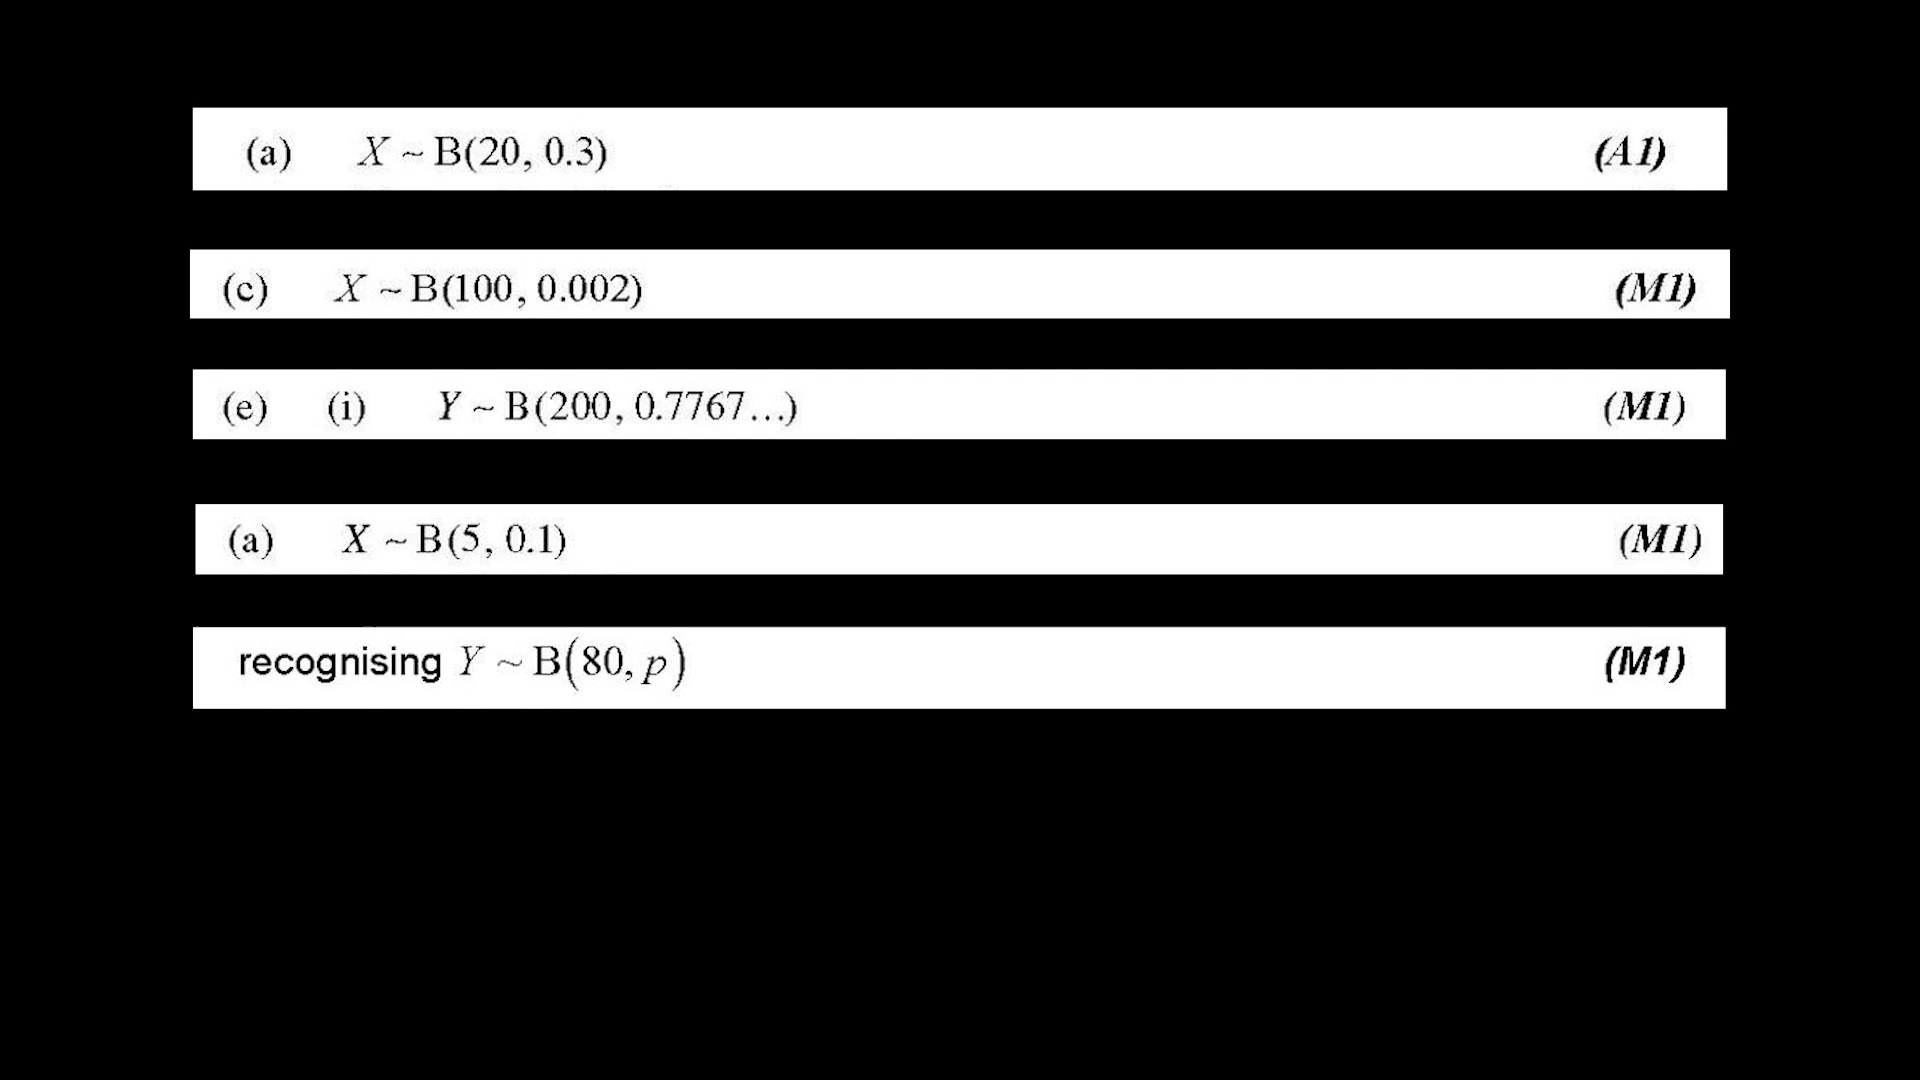 (a) X ~ B(20, 0.3) (A1)
(c) X ~ B(100, 0.002) (M1)
(e) (i) Y ~ B(200, 0.7767...) (M1)
(a) X ~ B(5, 0.1) (M1)
recognising Y ~ B(80, p) (M1)